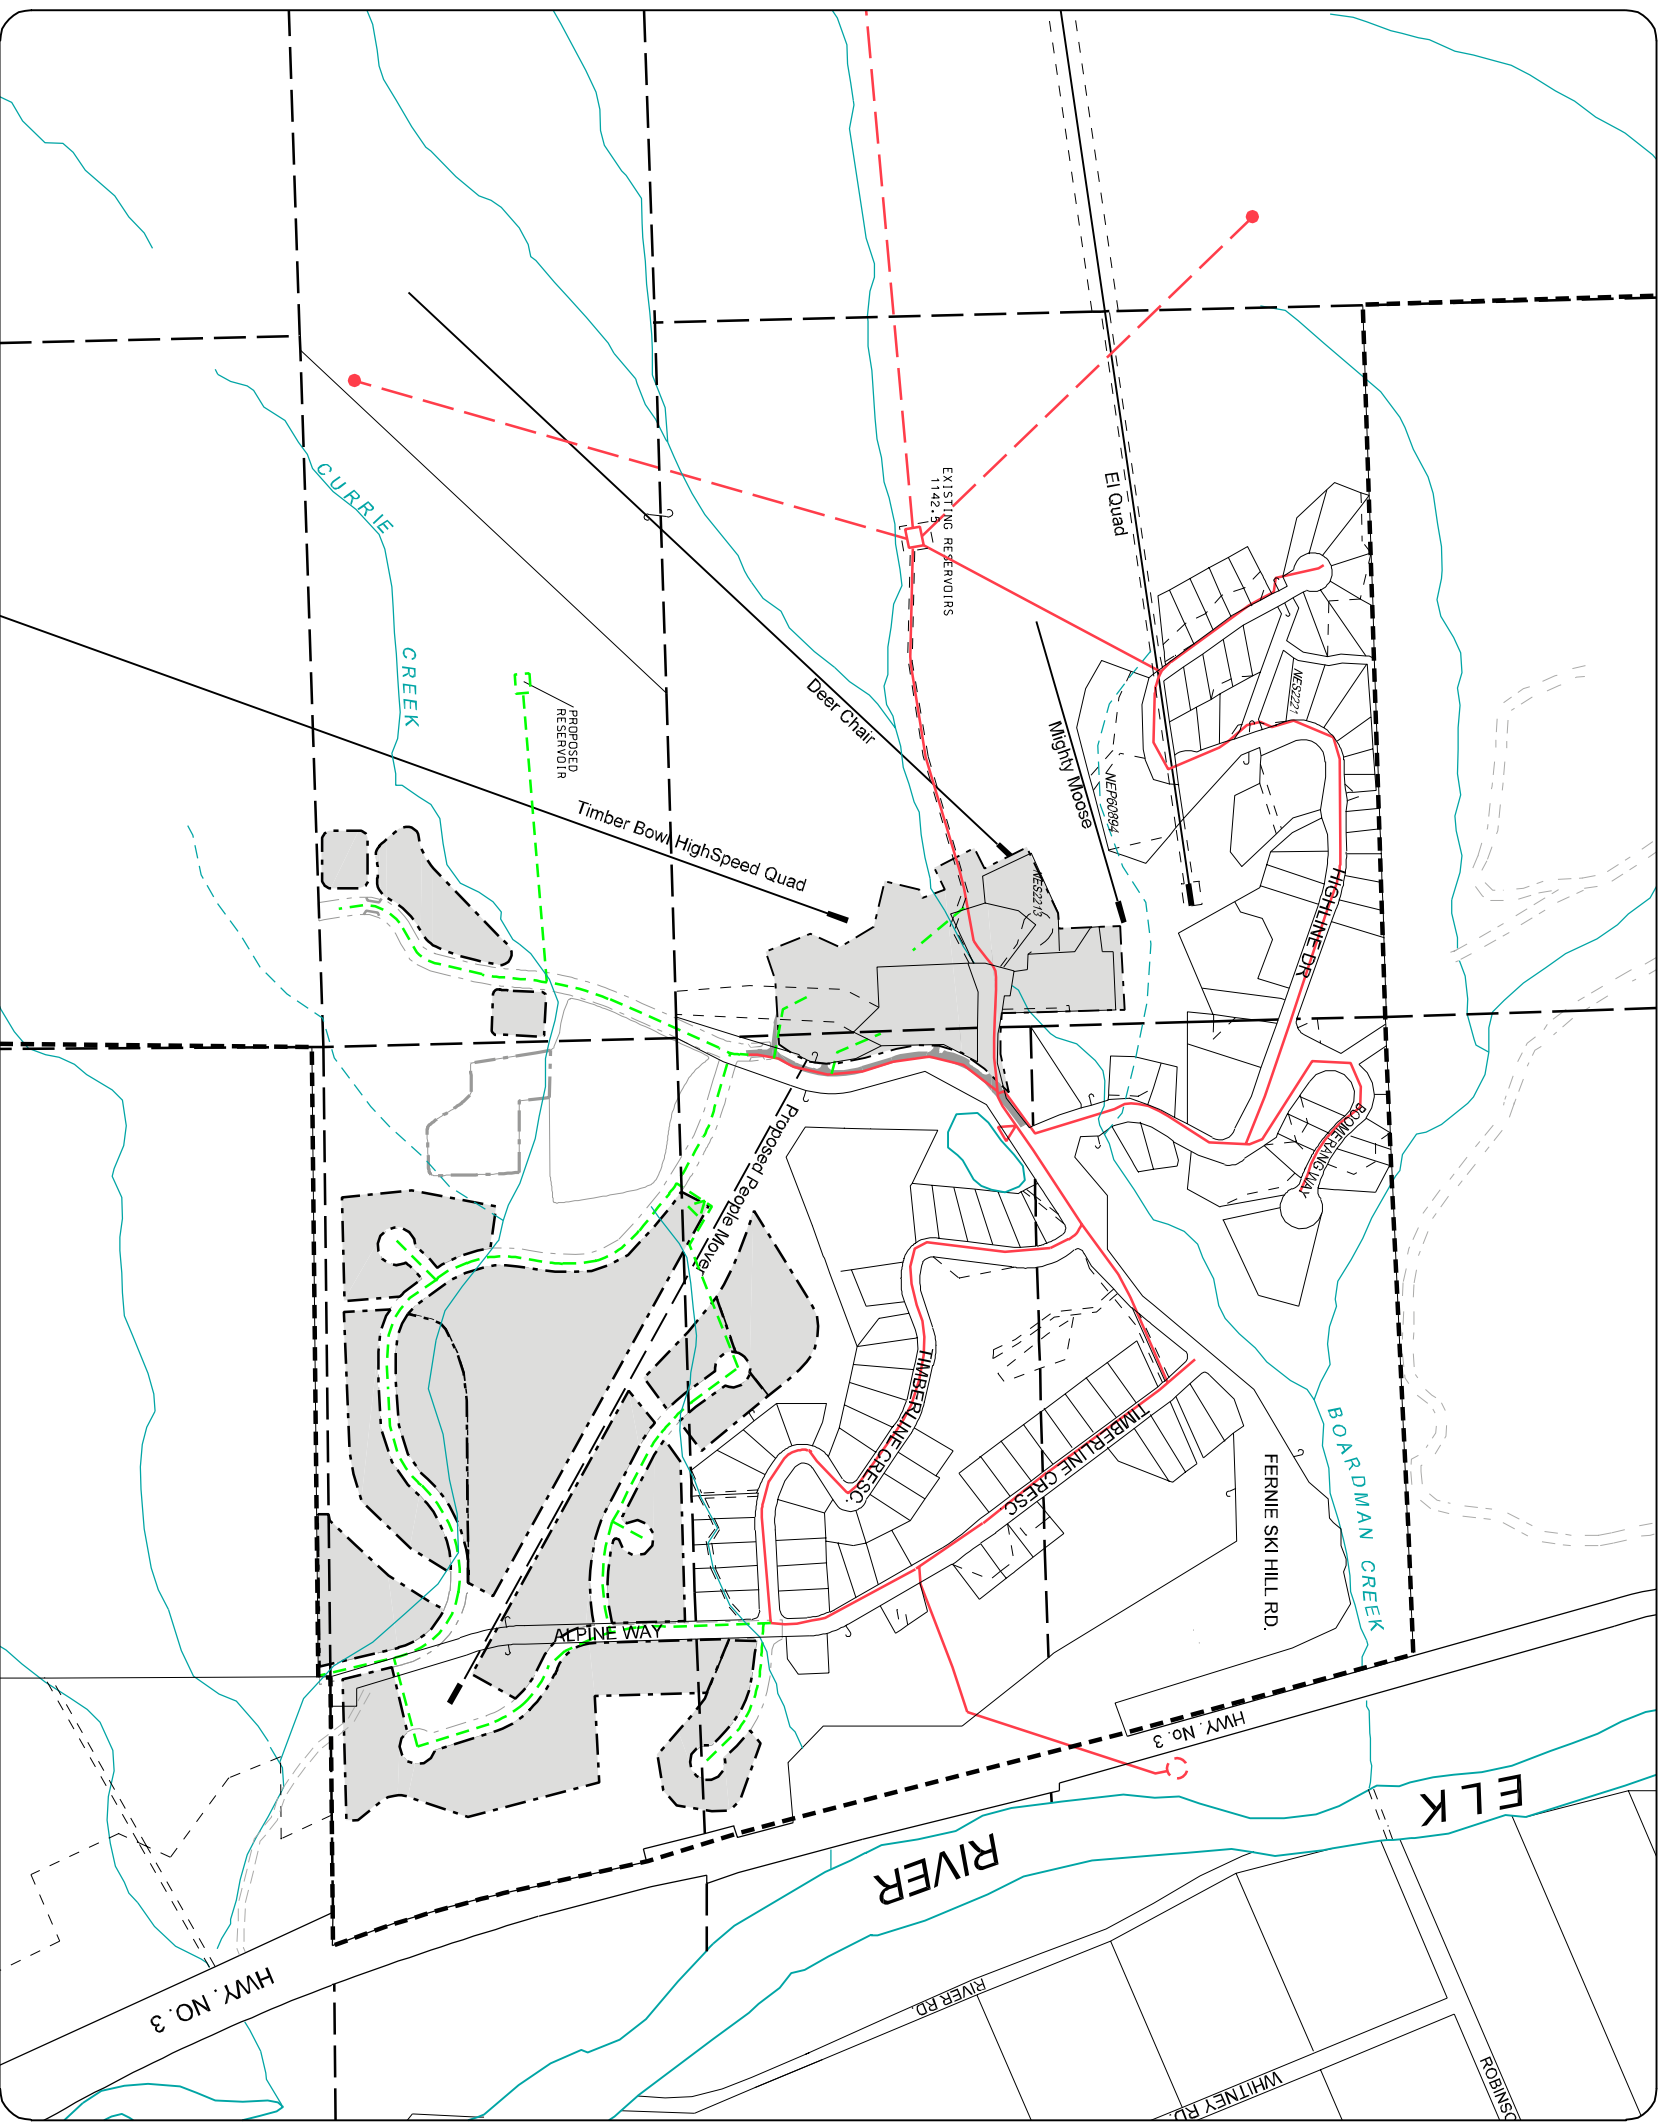 CURRIE
CREEK
EXISTING RESERVOIRS
1142.5
El Quad
PROPOSED
RESERVOIR
Deer Chair
Mighty Moose
NES2221
NEP60894
Timber Bowl HighSpeed Quad
NES2213
HIGHLINE DR
BOOMERANG WAY
Proposed People Mover
TIMBERLINE CRESC.
TIMBERLINE CRESC
BOARDMAN CREEK
FERNIE SKI HILL RD.
ALPINE WAY
HWY. No. 3
ELK
RIVER
HWY. NO. 3
RIVER RD.
WHITNEY RD.
ROBINSO